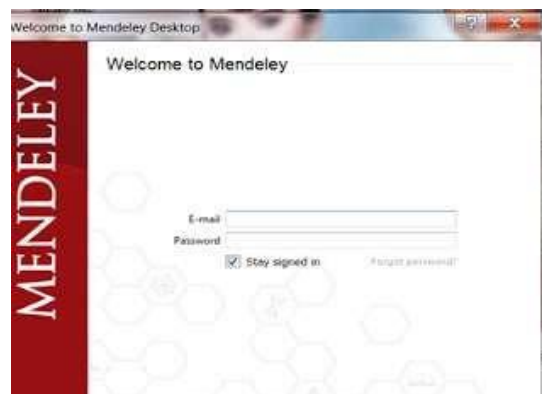 Welcome to Mendeley Desktop
Welcome to Mendeley
MENDELEY
E-mail
Password
Stay signed in
Forgot password?